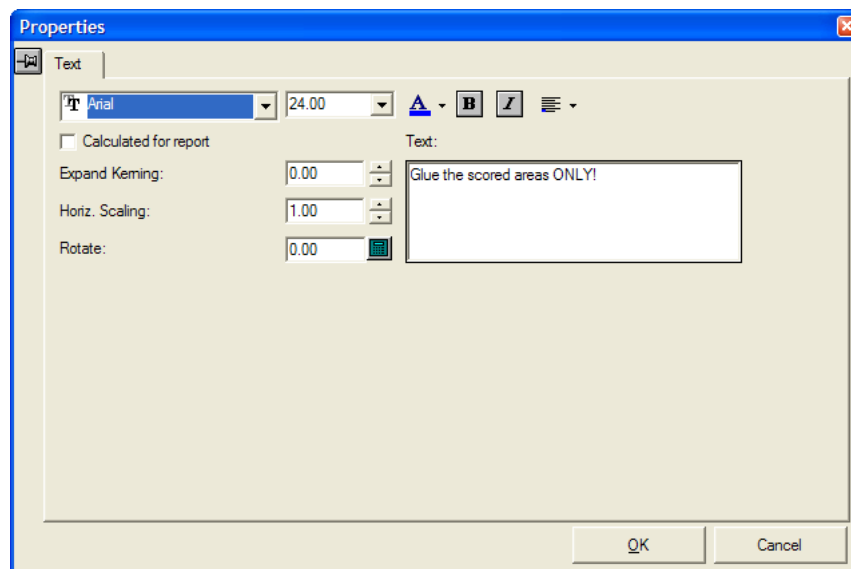 Properties
Text
Arial 24.00 A B I
Calculated for report Text:
Expand Kerning: 0.00 Glue the scored areas ONLY!
Horiz. Scaling: 1.00
Rotate: 0.00
OK Cancel